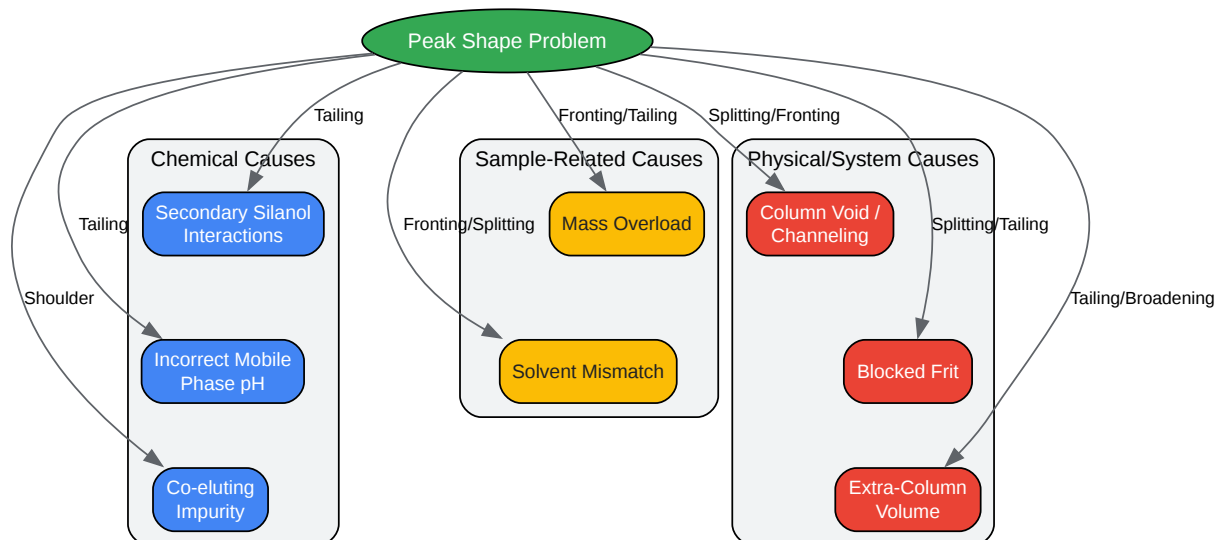 Peak Shape Problem
Tailing
Fronting/Tailing
Splitting/Fronting
Chemical Causes
Sample-Related Causes
Physical/System Causes
Secondary Silanol
Interactions
Mass Overload
Column Void /
Channeling
Tailing
Fronting/Splitting
Splitting/Tailing
Shoulder
Tailing/Broadening
Incorrect Mobile
Phase pH
Solvent Mismatch
Blocked Frit
Co-eluting
Impurity
Extra-Column
Volume